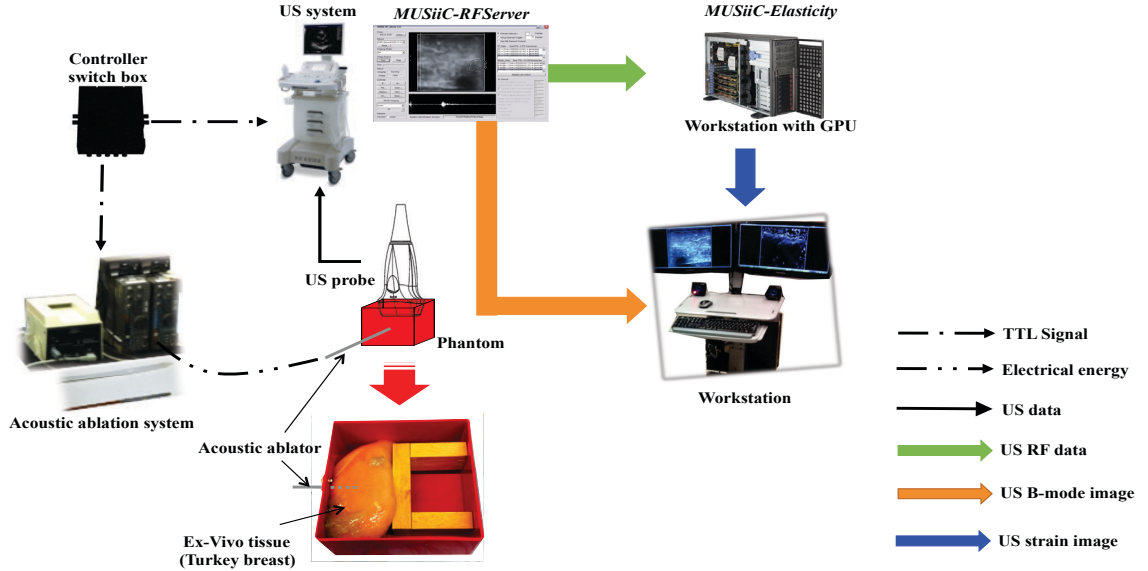 US system
MUSiiC-RFServer
MUSiiC-Elasticity
Controller
switch box
Workstation with GPU
US probe
Phantom
Acoustic ablation system
Workstation
Acoustic ablator
Ex-Vivo tissue
(Turkey breast)
TTL Signal
Electrical energy
US data
US RF data
US B-mode image
US strain image